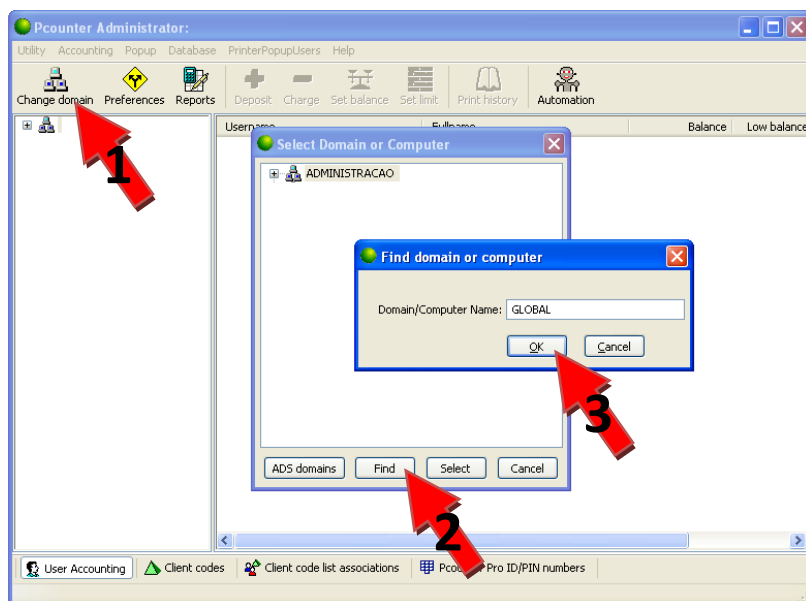 Pcounter Administrator:
Utility Accounting Popup Database PrinterPopupUsers Help
Change domain Preferences Reports Deposit Charge Set balance Set limit Print history Automation
1
Username Fullname Balance Low balance
Select Domain or Computer
ADMINISTRACAO
Find domain or computer
Domain/Computer Name: GLOBAL
OK Cancel
3
ADS domains Find Select Cancel
2
User Accounting Client codes Client code list associations Pcounter Pro ID/PIN numbers